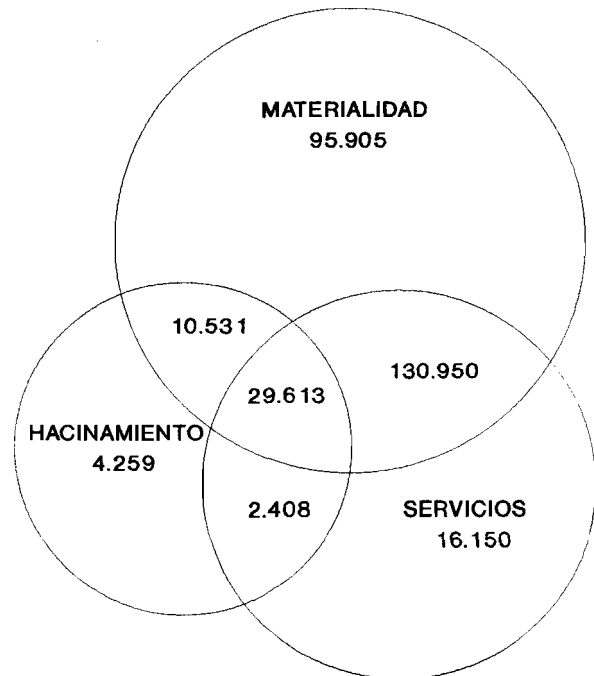 MATERIALIDAD
95.905
10.531
29.613
130.950
HACINAMIENTO
4.259
2.408
SERVICIOS
16.150